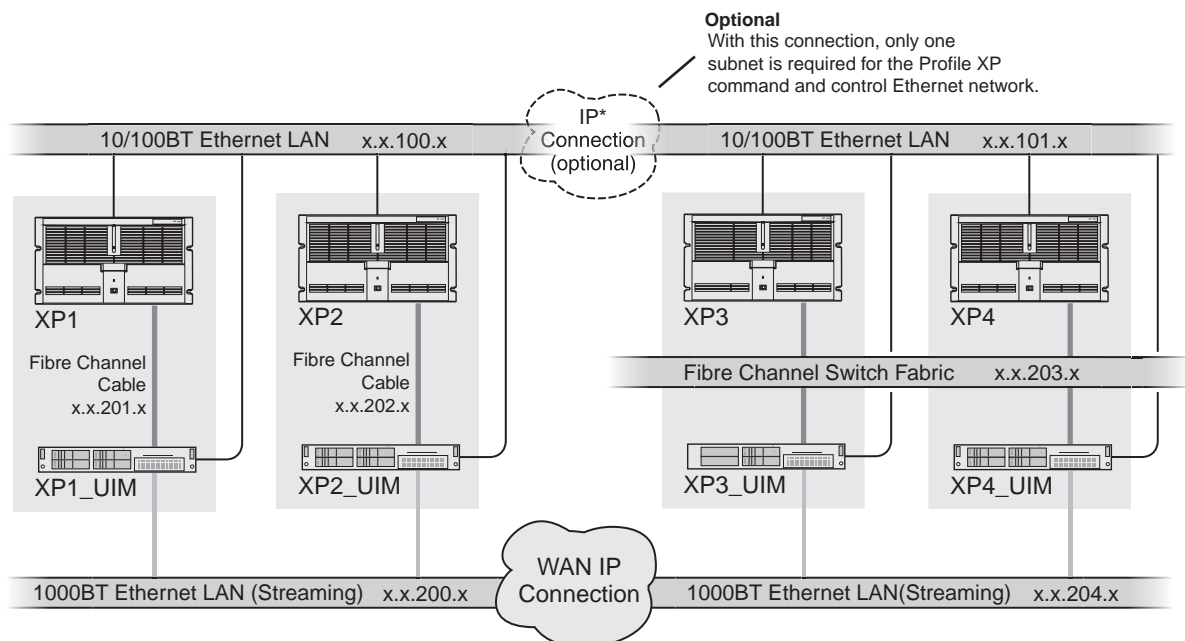 Optional
With this connection, only one
subnet is required for the Profile XP
command and control Ethernet network.
IP*
Connection
(optional)
10/100BT Ethernet LAN x.x.100.x
10/100BT Ethernet LAN x.x.101.x
XP1
XP2
XP3
XP4
Fibre Channel
Cable
x.x.201.x
Fibre Channel
Cable
x.x.202.x
Fibre Channel Switch Fabric x.x.203.x
XP1_UIM
XP2_UIM
XP3_UIM
XP4_UIM
WAN IP
Connection
1000BT Ethernet LAN (Streaming) x.x.200.x
1000BT Ethernet LAN(Streaming) x.x.204.x